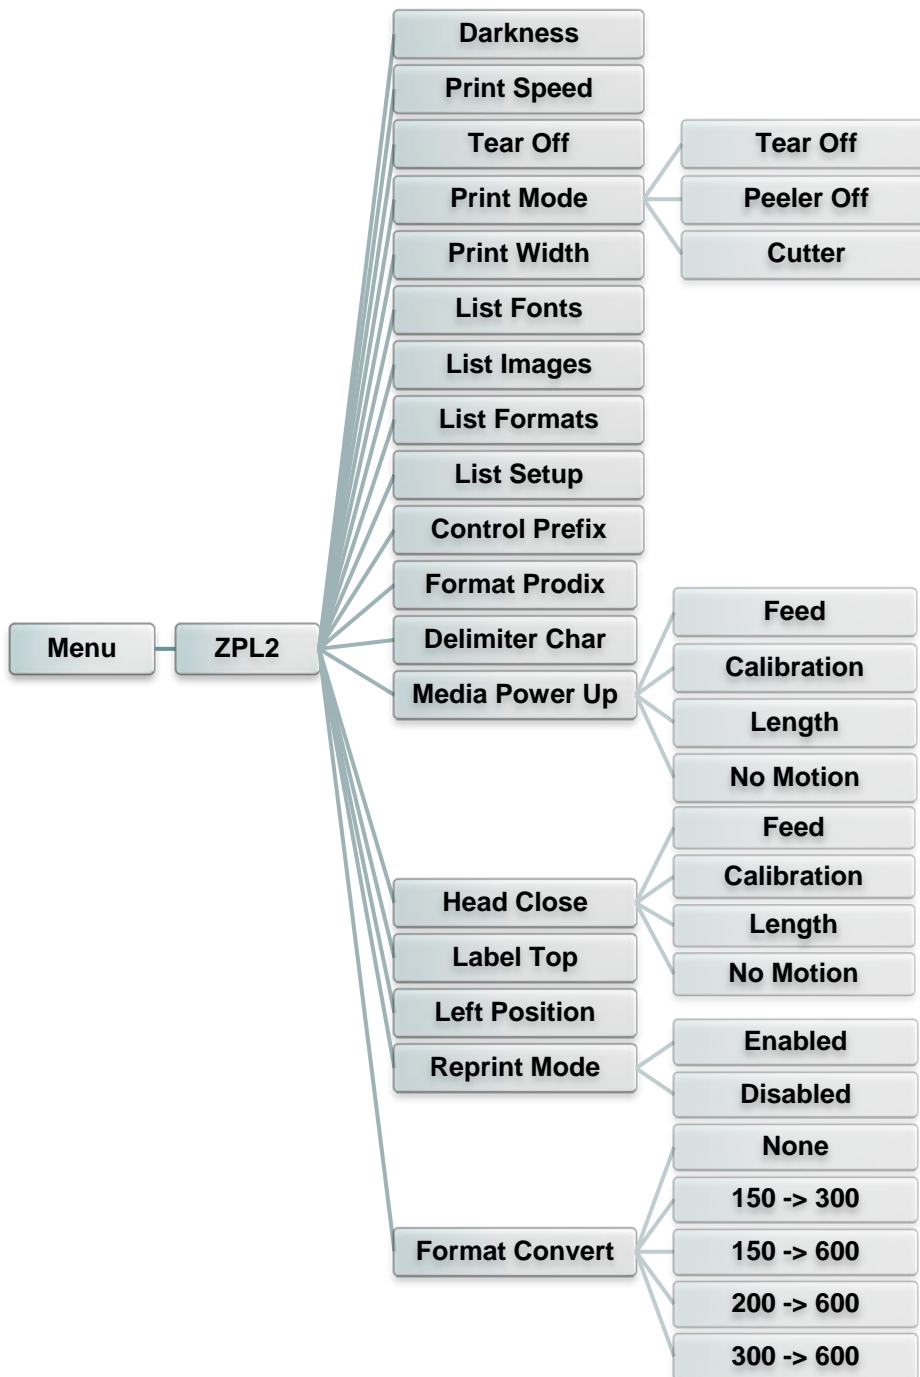 Menu
ZPL2
Darkness
Print Speed
Tear Off
Print Mode
Tear Off
Peeler Off
Cutter
Print Width
List Fonts
List Images
List Formats
List Setup
Control Prefix
Format Prodix
Delimiter Char
Media Power Up
Feed
Calibration
Length
No Motion
Head Close
Feed
Calibration
Length
No Motion
Label Top
Left Position
Reprint Mode
Enabled
Disabled
Format Convert
None
150 -> 300
150 -> 600
200 -> 600
300 -> 600